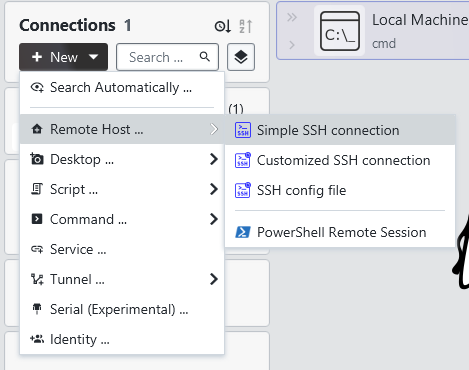 Connections 1
New
Search ...
Search Automatically ...
(1)
Remote Host ...
Desktop ...
Script ...
Command ...
Service ...
Tunnel ...
Serial (Experimental) ...
Identity ...
SSH
Simple SSH connection
SSH
Customized SSH connection
SSH
SSH config file
PowerShell Remote Session
C:\_
Local Machine
cmd